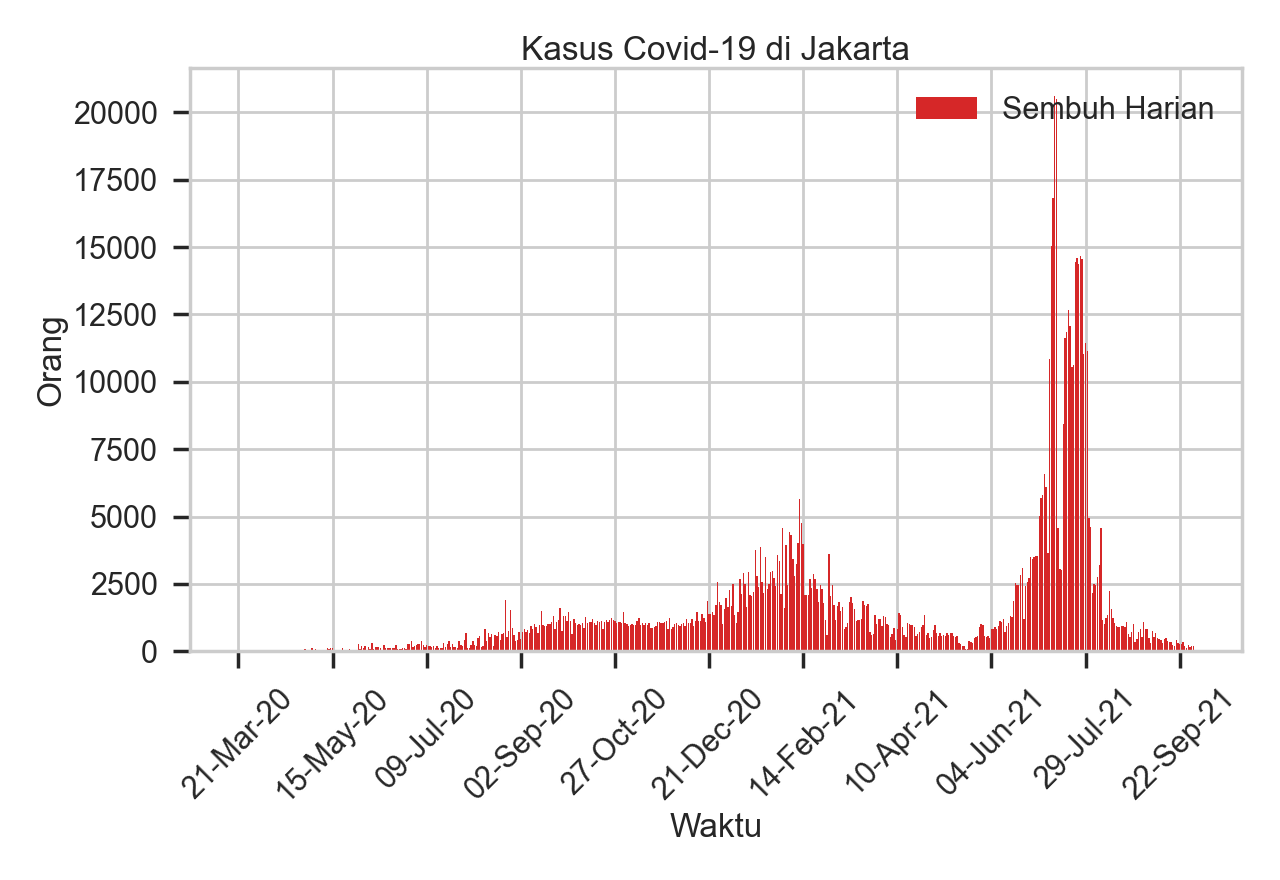 Kasus Covid-19 di Jakarta
Sembuh Harian
Orang
20000
17500
15000
12500
10000
7500
5000
2500
0
21-Mar-20
15-May-20
09-Jul-20
02-Sep-20
27-Oct-20
21-Dec-20
14-Feb-21
10-Apr-21
04-Jun-21
29-Jul-21
22-Sep-21
Waktu